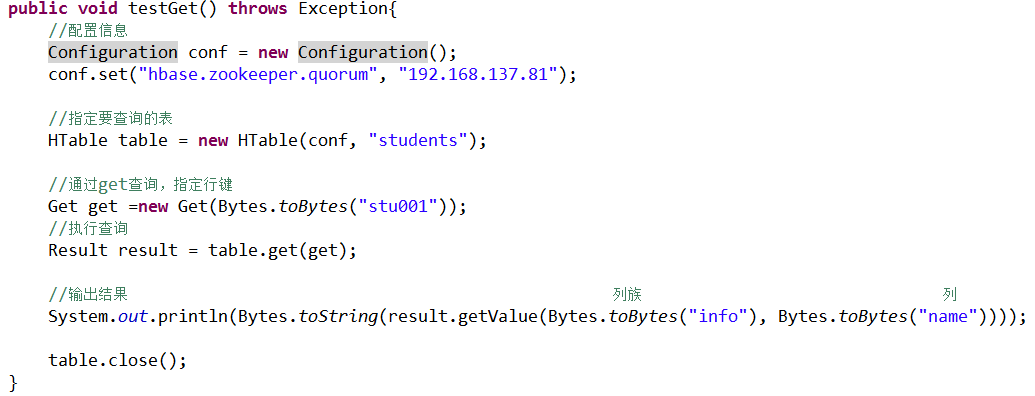 public void testGet() throws Exception{
//配置信息
Configuration conf = new Configuration();
conf.set("hbase.zookeeper.quorum", "192.168.137.81");
//指定要查询的表
HTable table = new HTable(conf, "students");
//通过get查询，指定行键
Get get =new Get(Bytes.toBytes("stu001"));
//执行查询
Result result = table.get(get);
//输出结果 列族 列
System.out.println(Bytes.toString(result.getValue(Bytes.toBytes("info"), Bytes.toBytes("name"))));
table.close();
}